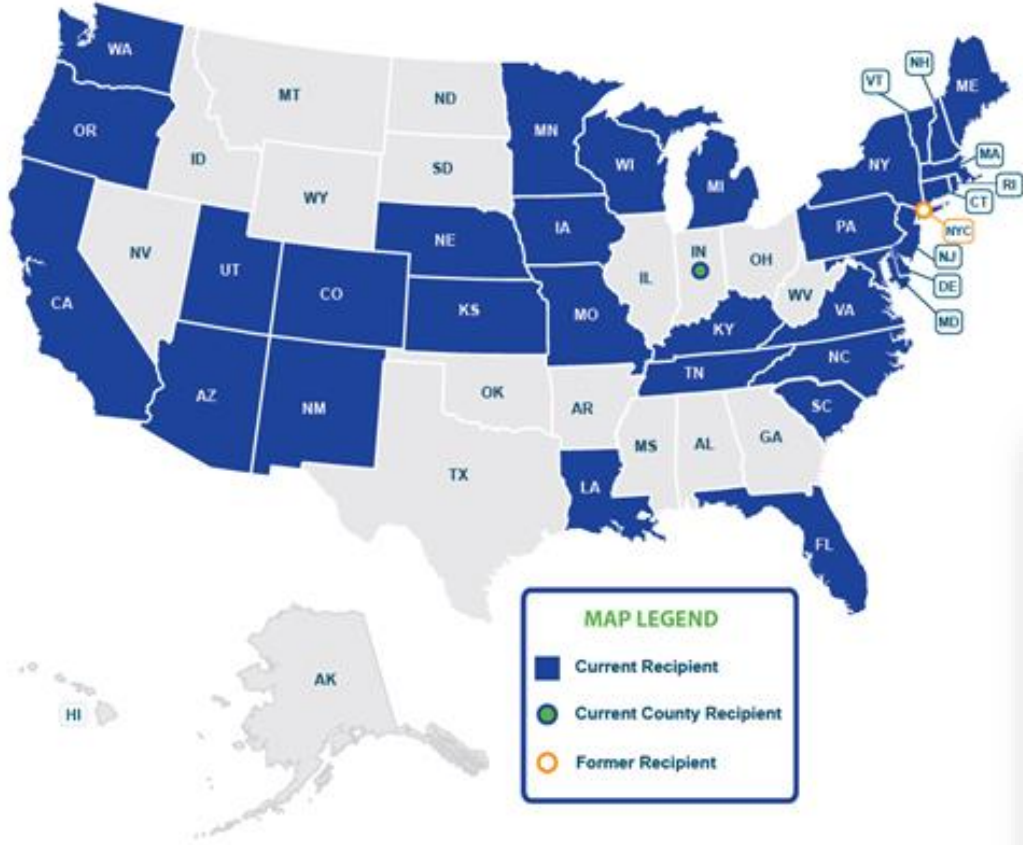 WA
MT
ND
MN
OR
ID
SD
WI
MI
NY
VT
NH
ME
MA
RI
CT
NYC
NJ
DE
MD
WY
NE
IA
PA
NV
UT
CO
KS
MO
IL
IN
OH
WV
VA
KY
CA
AZ
NM
OK
AR
TN
NC
SC
TX
LA
MS
AL
GA
FL
AK
HI
MAP LEGEND
Current Recipient
Current County Recipient
Former Recipient